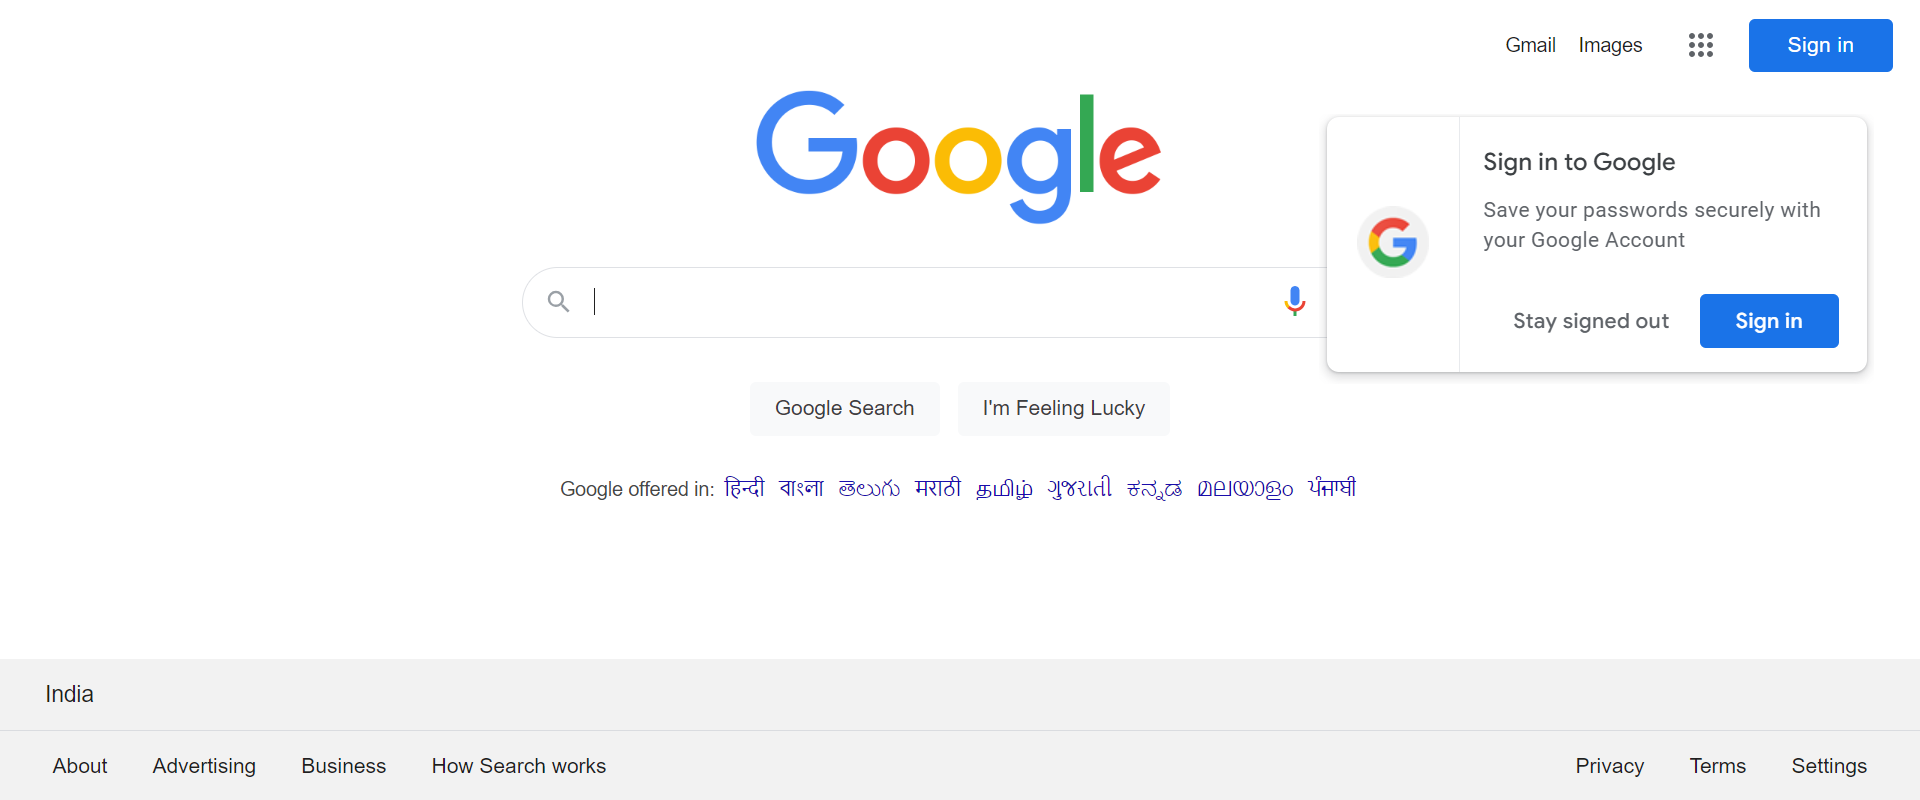 Gmail Images Sign in
Google
Sign in to Google
Save your passwords securely with
your Google Account
Stay signed out Sign in
Google Search I'm Feeling Lucky
Google offered in: हिन्दी বাংলা తెలుగు मराठी தமிழ் ગુજરાતી ಕನ್ನಡ മലയാളം ਪੰਜਾਬੀ
India
About Advertising Business How Search works Privacy Terms Settings